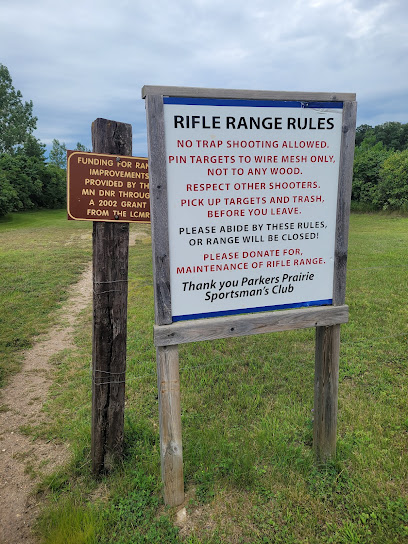 FUNDING FOR RAN
IMPROVEMENTS
PROVIDED BY TH
MN DNR THROUGH
A 2002 GRANT
FROM THE LCMR
RIFLE RANGE RULES
NO TRAP SHOOTING ALLOWED.
PIN TARGETS TO WIRE MESH ONLY,
NOT TO ANY WOOD.
RESPECT OTHER SHOOTERS.
PICK UP TARGETS AND TRASH,
BEFORE YOU LEAVE.
PLEASE ABIDE BY THESE RULES,
OR RANGE WILL BE CLOSED!
PLEASE DONATE FOR,
MAINTENANCE OF RIFLE RANGE.
Thank you Parkers Prairie
Sportsman's Club